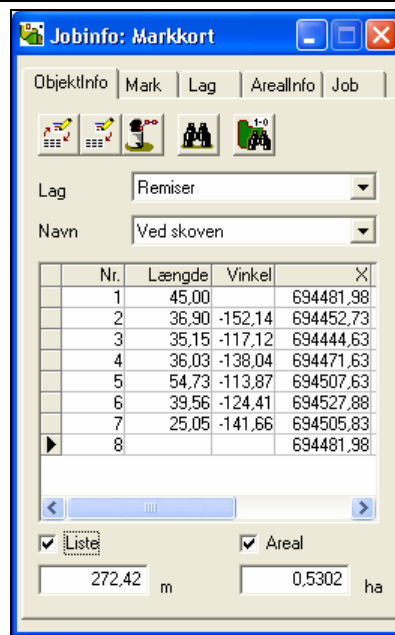 Jobinfo: Markkort
ObjektInfo Mark Lag ArealInfo Job
1-0
Lag Remiser
Navn Ved skoven
Nr. Længde Vinkel X
1 45,00 694481,98
2 36,90 -152,14 694452,73
3 35,15 -117,12 694444,63
4 36,03 -138,04 694471,63
5 54,73 -113,87 694507,63
6 39,56 -124,41 694527,88
7 25,05 -141,66 694505,83
8 694481,98
Liste Areal
272,42 m 0,5302 ha